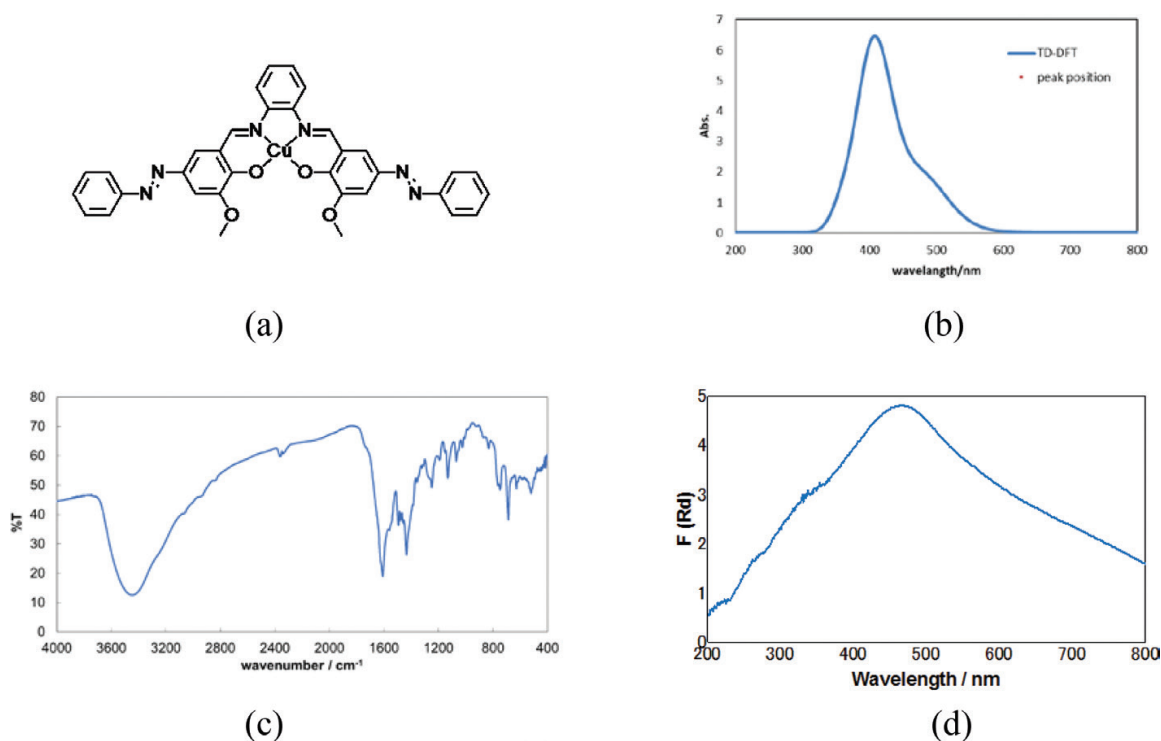 N
N
Cu
N
N
O
O
N
N
O
O
(a)
7
6
5
4
3
2
1
0
Abs.
200
300
400
500
600
700
800
wavelangth/nm
TD-DFT
peak position
(b)
80
70
60
50
40
30
20
10
0
%T
4000
3600
3200
2800
2400
2000
1600
1200
800
400
wavenumber / cm-1
(c)
5
4
3
2
1
0
F (Rd)
200
300
400
500
600
700
800
Wavelength / nm
(d)